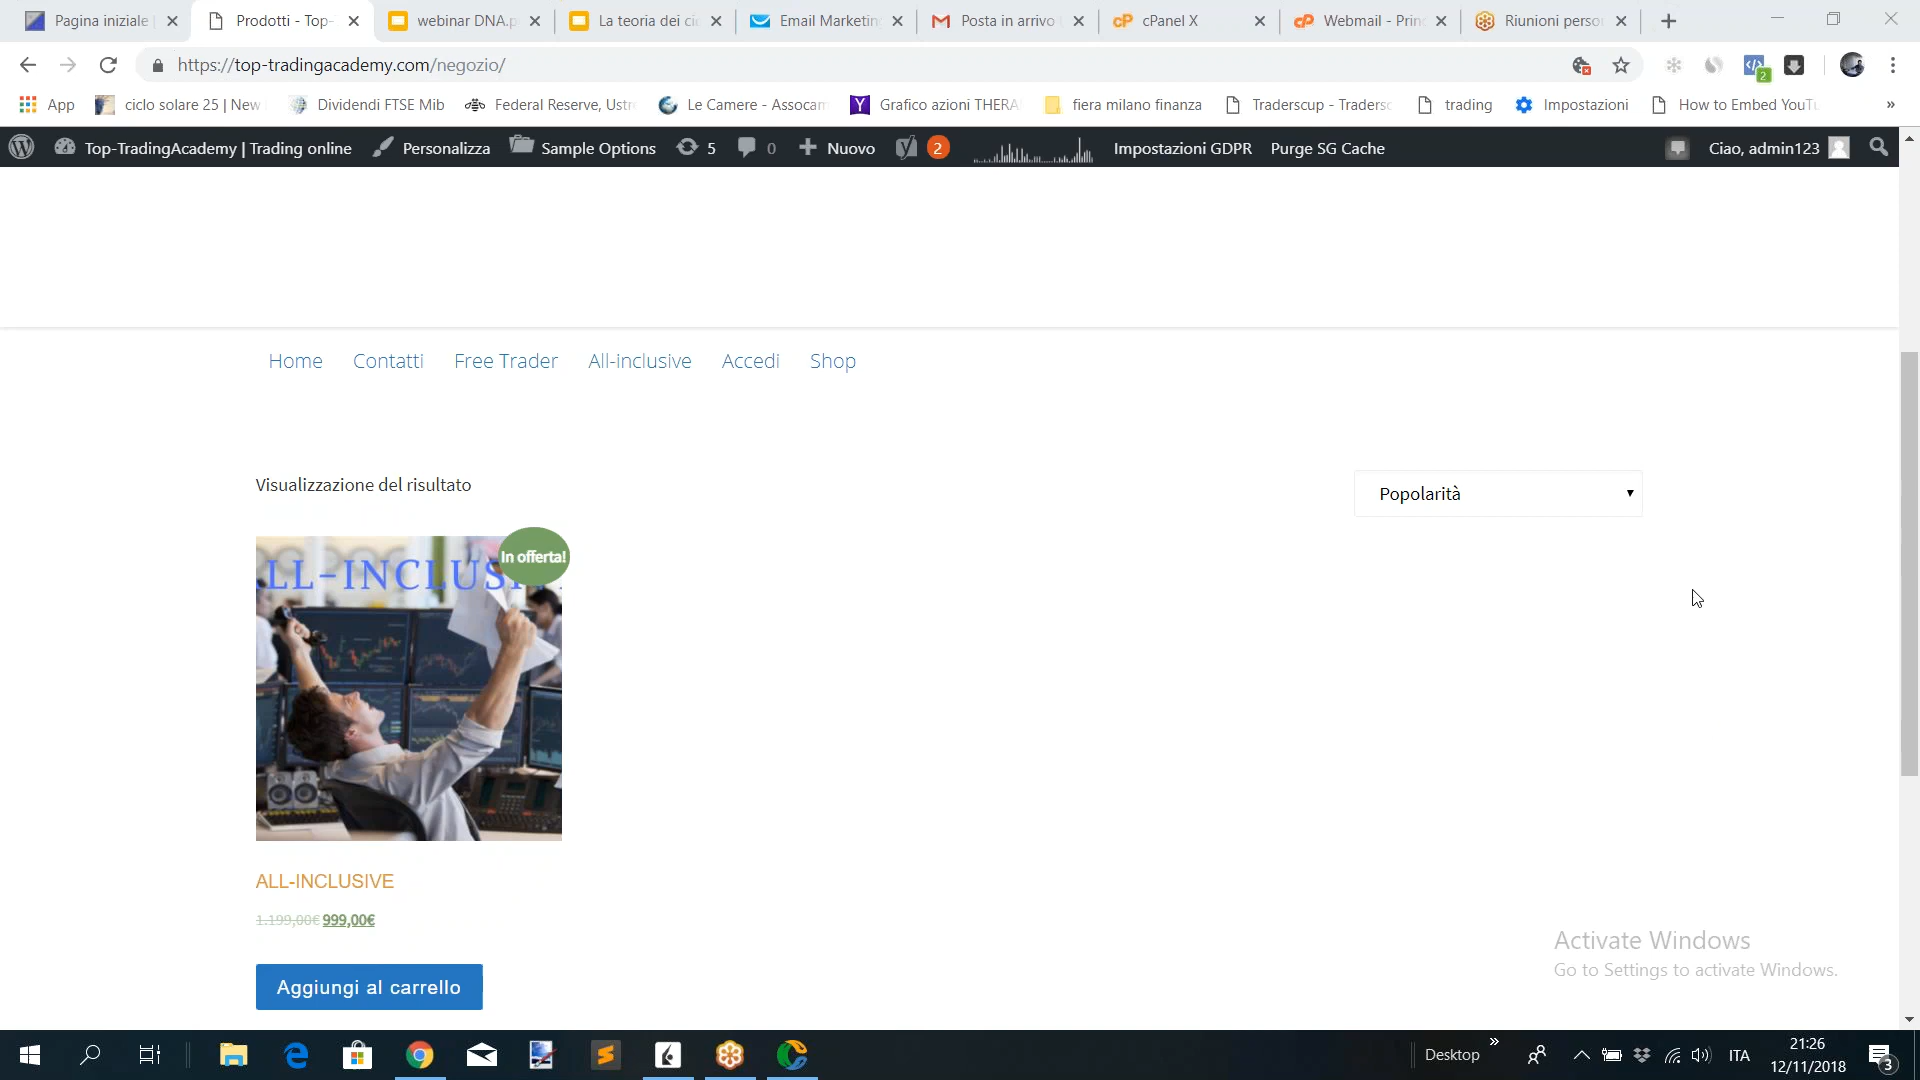 Pagina iniziale
Prodotti - Top-
webinar DNA.p
La teoria dei ci
Email Marketing
Posta in arrivo
cPanel X
Webmail - Princ
Riunioni perso
https://top-tradingacademy.com/negozio/
2
App
ciclo solare 25 | New
Dividendi FTSE Mib
Federal Reserve, Ustr
Le Camere - Assocam
Grafico azioni THERA
fiera milano finanza
Traderscup - Tradersc
trading
Impostazioni
How to Embed YouTu
»
Top-TradingAcademy | Trading online
Personalizza
Sample Options
5
0
Nuovo
2
Impostazioni GDPR
Purge SG Cache
Ciao, admin123
Home
Contatti
Free Trader
All-inclusive
Accedi
Shop
Visualizzazione del risultato
Popolarità
LL-INCLUS
In offerta!
ALL-INCLUSIVE
1.199,00€ 999,00€
Aggiungi al carrello
Activate Windows
Go to Settings to activate Windows.
Desktop
»
ITA
21:26
12/11/2018
3